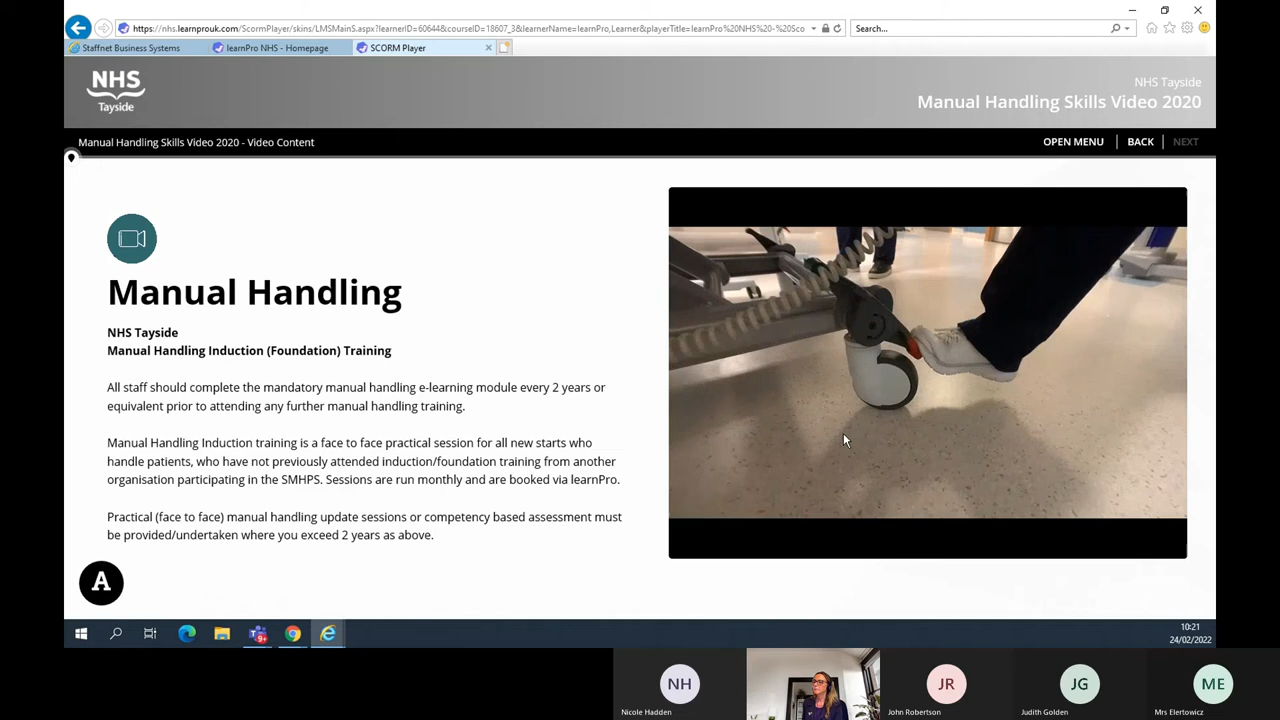 https://nhs.learnprouk.com/ScormPlayer/skins/LMSMainS.aspx?learnerID=60644&courseID=18607_3&learnerName=learnPro,Learner&playerTitle=learnPro%20NHS%20-%20Sco
Search...
Staffnet Business Systems
learnPro NHS - Homepage
SCORM Player
NHS
Tayside
NHS Tayside
Manual Handling Skills Video 2020
Manual Handling Skills Video 2020 - Video Content
OPEN MENU
BACK
NEXT
Manual Handling
NHS Tayside
Manual Handling Induction (Foundation) Training
All staff should complete the mandatory manual handling e-learning module every 2 years or
equivalent prior to attending any further manual handling training.
Manual Handling Induction training is a face to face practical session for all new starts who
handle patients, who have not previously attended induction/foundation training from another
organisation participating in the SMHPS. Sessions are run monthly and are booked via learnPro.
Practical (face to face) manual handling update sessions or competency based assessment must
be provided/undertaken where you exceed 2 years as above.
A
9+
10:21
24/02/2022
NH
JR
JG
ME
Nicole Hadden
John Robertson
Judith Golden
Mrs Elertowicz